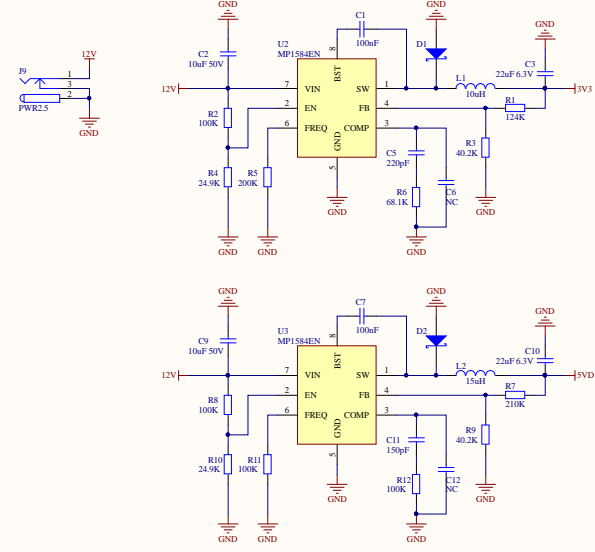 GND
C1
100nF
GND
D1
GND
C2
10uF 50V
U2
MP1584EN
8
BST
C3
22uF 6.3V
12V
J9
1
3
2
PWR2.5
GND
12V
7
VIN
SW
1
L1
10uH
3V3
R2
100K
2
EN
FB
4
R1
124K
6
FREQ
COMP
3
GND
5
R3
40.2K
C5
220pF
R4
24.9K
R5
200K
R6
68.1K
C6
NC
GND
GND
GND
GND
GND
GND
C7
100nF
GND
D2
GND
C9
10uF 50V
U3
MP1584EN
8
BST
C10
22uF 6.3V
12V
7
VIN
SW
1
L2
15uH
5VD
R8
100K
2
EN
FB
4
R7
210K
6
FREQ
COMP
3
GND
5
R9
40.2K
C11
150pF
R10
24.9K
R11
100K
R12
100K
C12
NC
GND
GND
GND
GND
GND